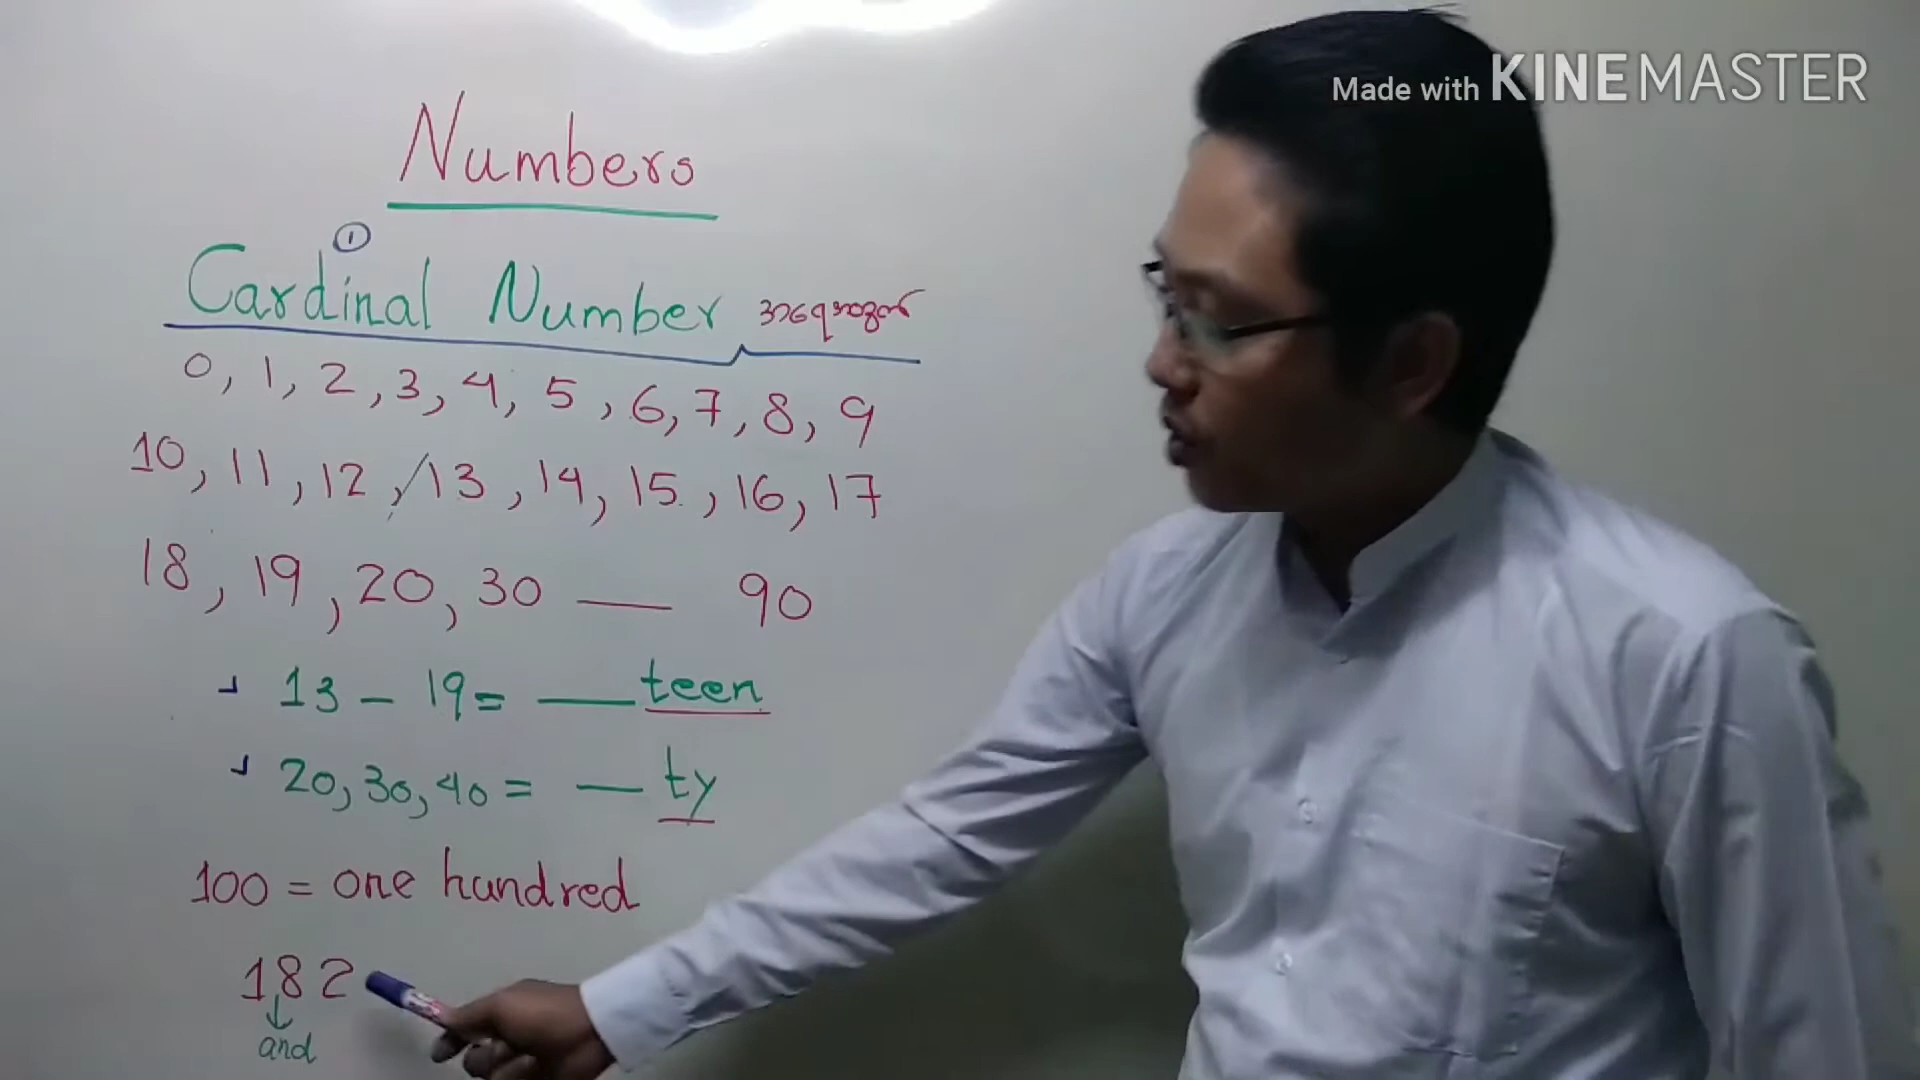 Made with KINEMASTER
Numbers
①
Cardinal Number
0, 1, 2, 3, 4, 5, 6, 7, 8, 9
10, 11, 12, 13, 14, 15, 16, 17
18, 19, 20, 30 — 90
13 - 19 = — teen
20, 30, 40 = — ty
100 = one hundred
182
↓
and